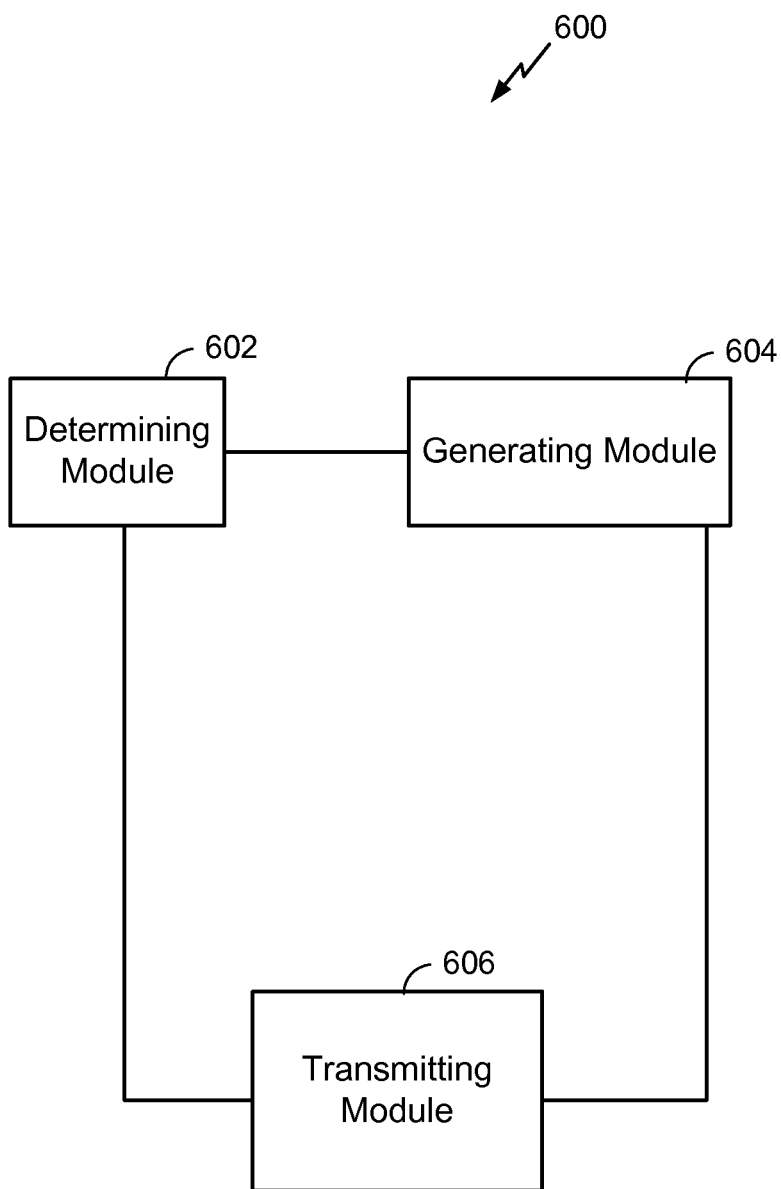 600
602
604
Determining
Module
Generating Module
606
Transmitting
Module